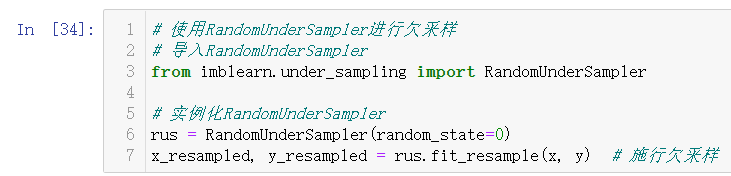 In [34]:
1 # 使用RandomUnderSampler进行欠采样
2 # 导入RandomUnderSampler
3 from imblearn.under_sampling import RandomUnderSampler
4
5 # 实例化RandomUnderSampler
6 rus = RandomUnderSampler(random_state=0)
7 x_resampled, y_resampled = rus.fit_resample(x, y)  # 施行欠采样